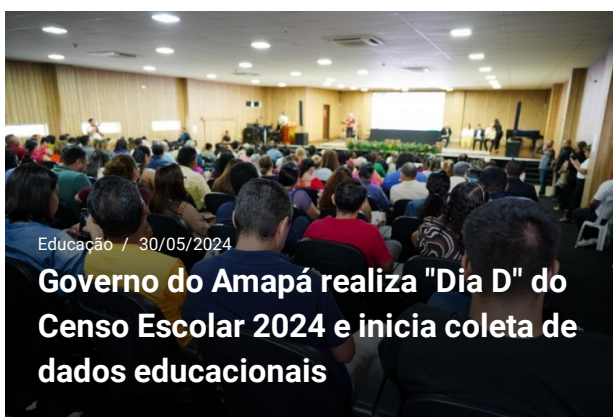 Educação / 30/05/2024
Governo do Amapá realiza "Dia D" do
Censo Escolar 2024 e inicia coleta de
dados educacionais